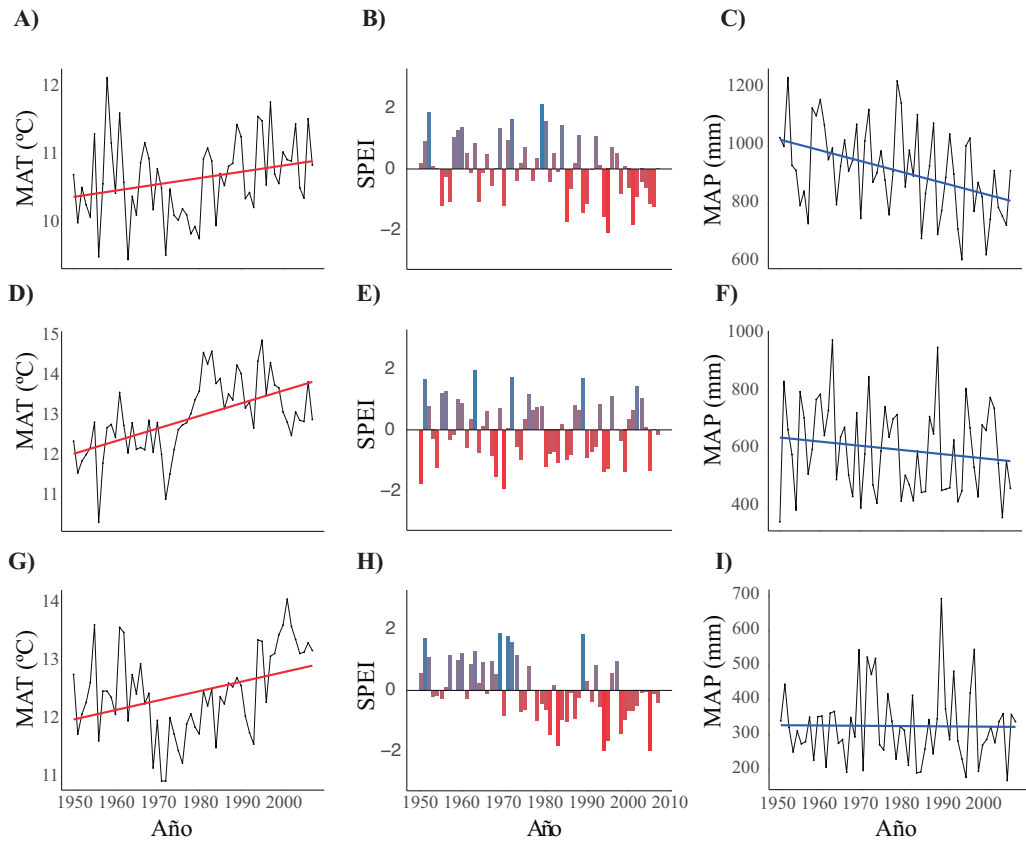 A)
B)
C)
MAT (ºC)
12
11
10
SPEI
2
0
−2
MAP (mm)
1200
1000
800
600
D)
E)
F)
MAT (ºC)
15
14
13
12
11
SPEI
2
0
−2
MAP (mm)
1000
800
600
400
G)
H)
I)
MAT (ºC)
14
13
12
11
SPEI
2
0
−2
MAP (mm)
700
600
500
400
300
200
1950 1960 1970 1980 1990 2000
1950 1960 1970 1980 1990 2000 2010
1950 1960 1970 1980 1990 2000
Año
Año
Año